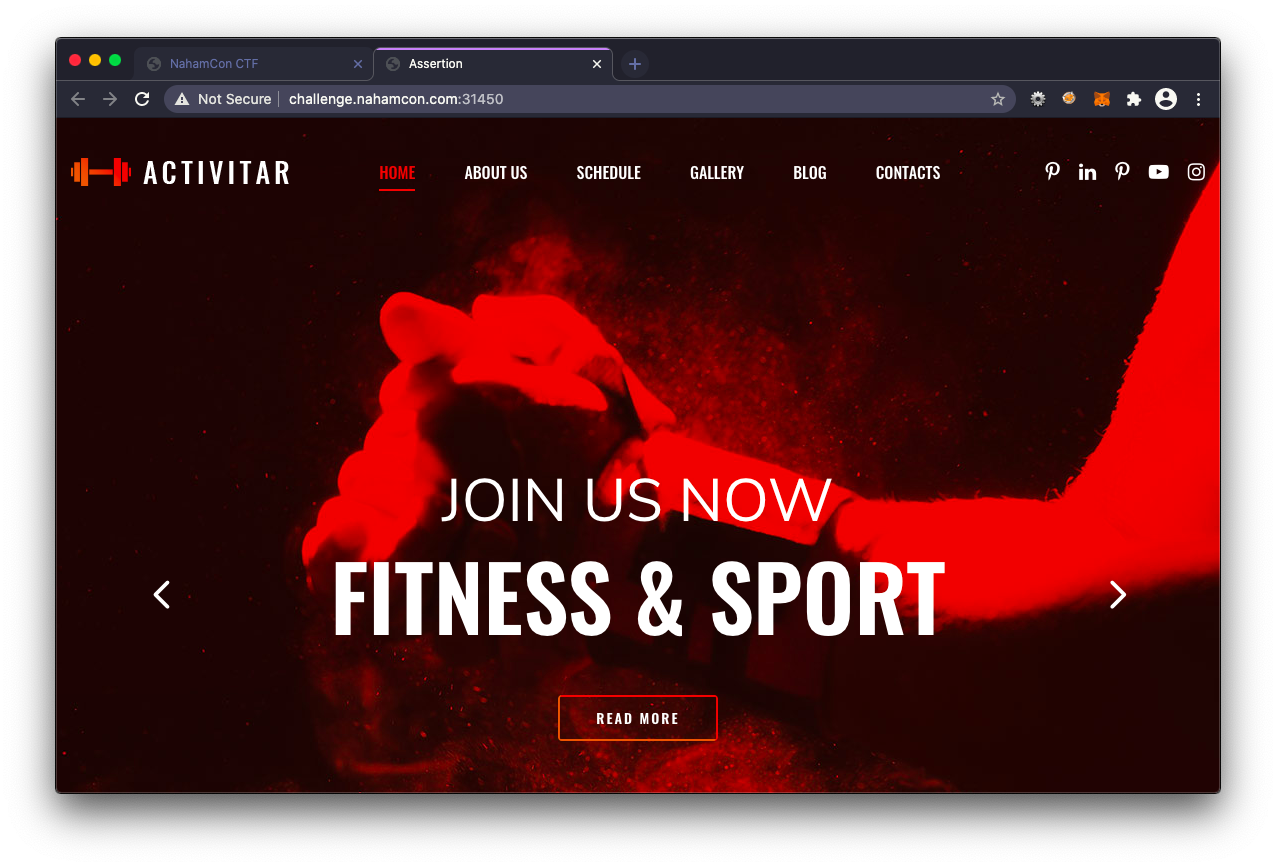 NahamCon CTF
Assertion
Not Secure challenge.nahamcon.com:31450
ACTIVITAR
HOME ABOUT US SCHEDULE GALLERY BLOG CONTACTS
JOIN US NOW
FITNESS & SPORT
READ MORE